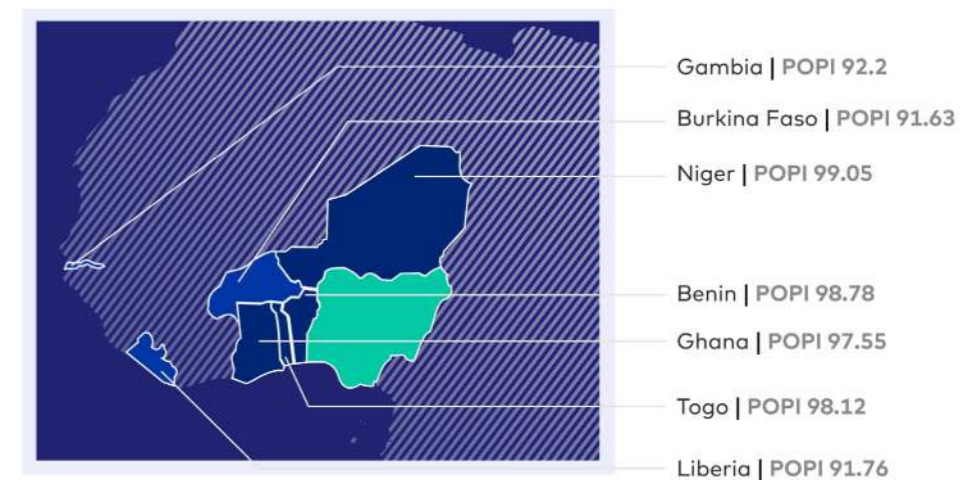 Gambia | POPI 92.2
Burkina Faso | POPI 91.63
Niger | POPI 99.05
Benin | POPI 98.78
Ghana | POPI 97.55
Togo | POPI 98.12
Liberia | POPI 91.76